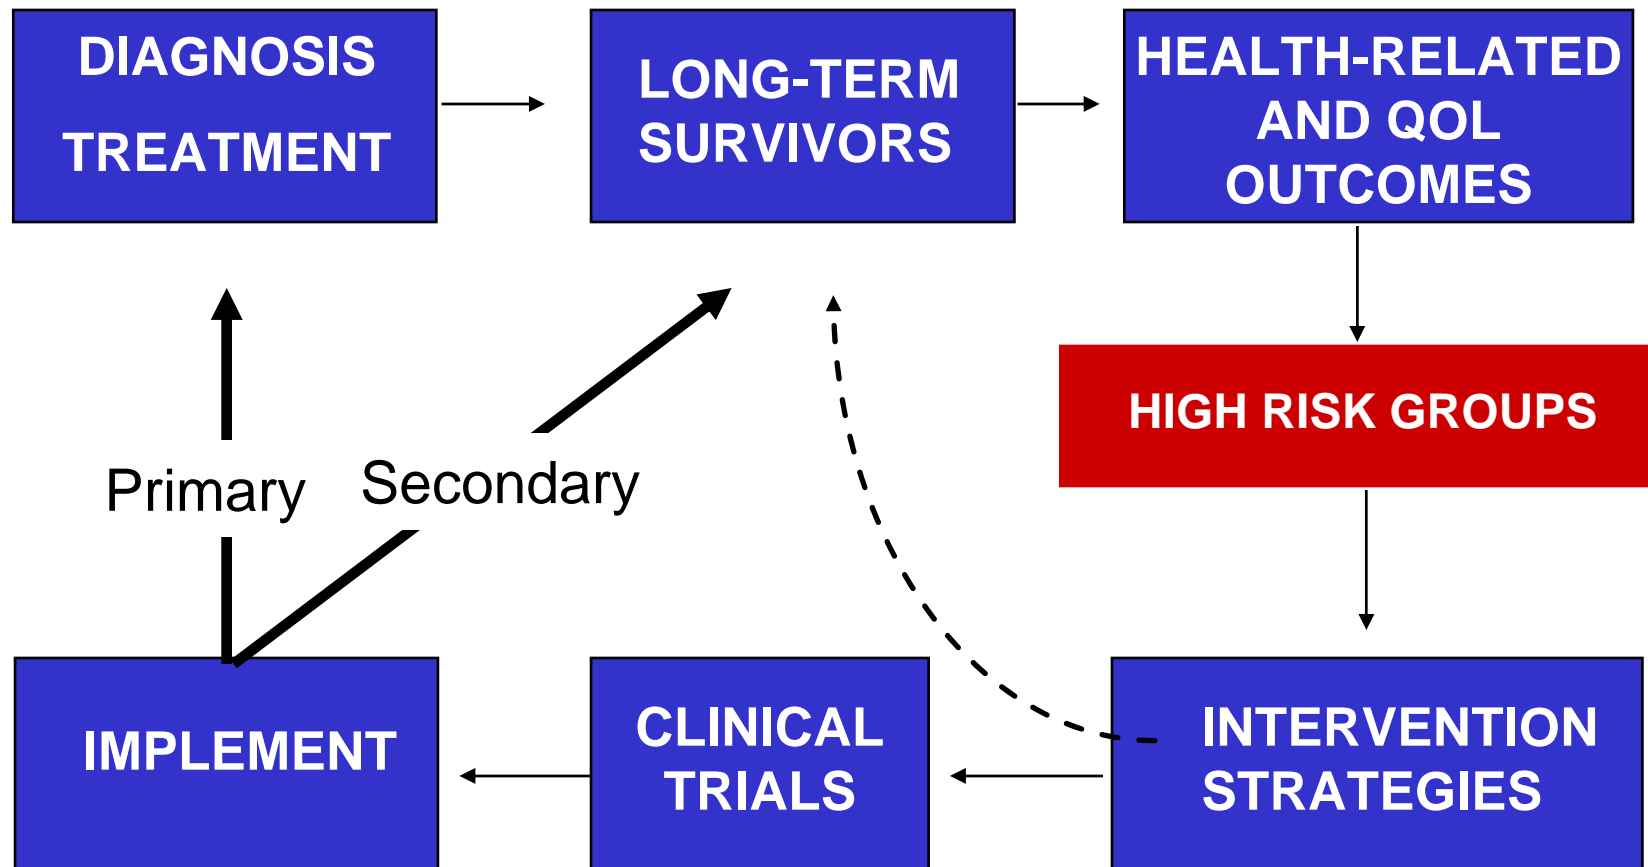 DIAGNOSIS
TREATMENT
LONG-TERM
SURVIVORS
HEALTH-RELATED
AND QOL
OUTCOMES
HIGH RISK GROUPS
Primary
Secondary
IMPLEMENT
CLINICAL
TRIALS
INTERVENTION
STRATEGIES